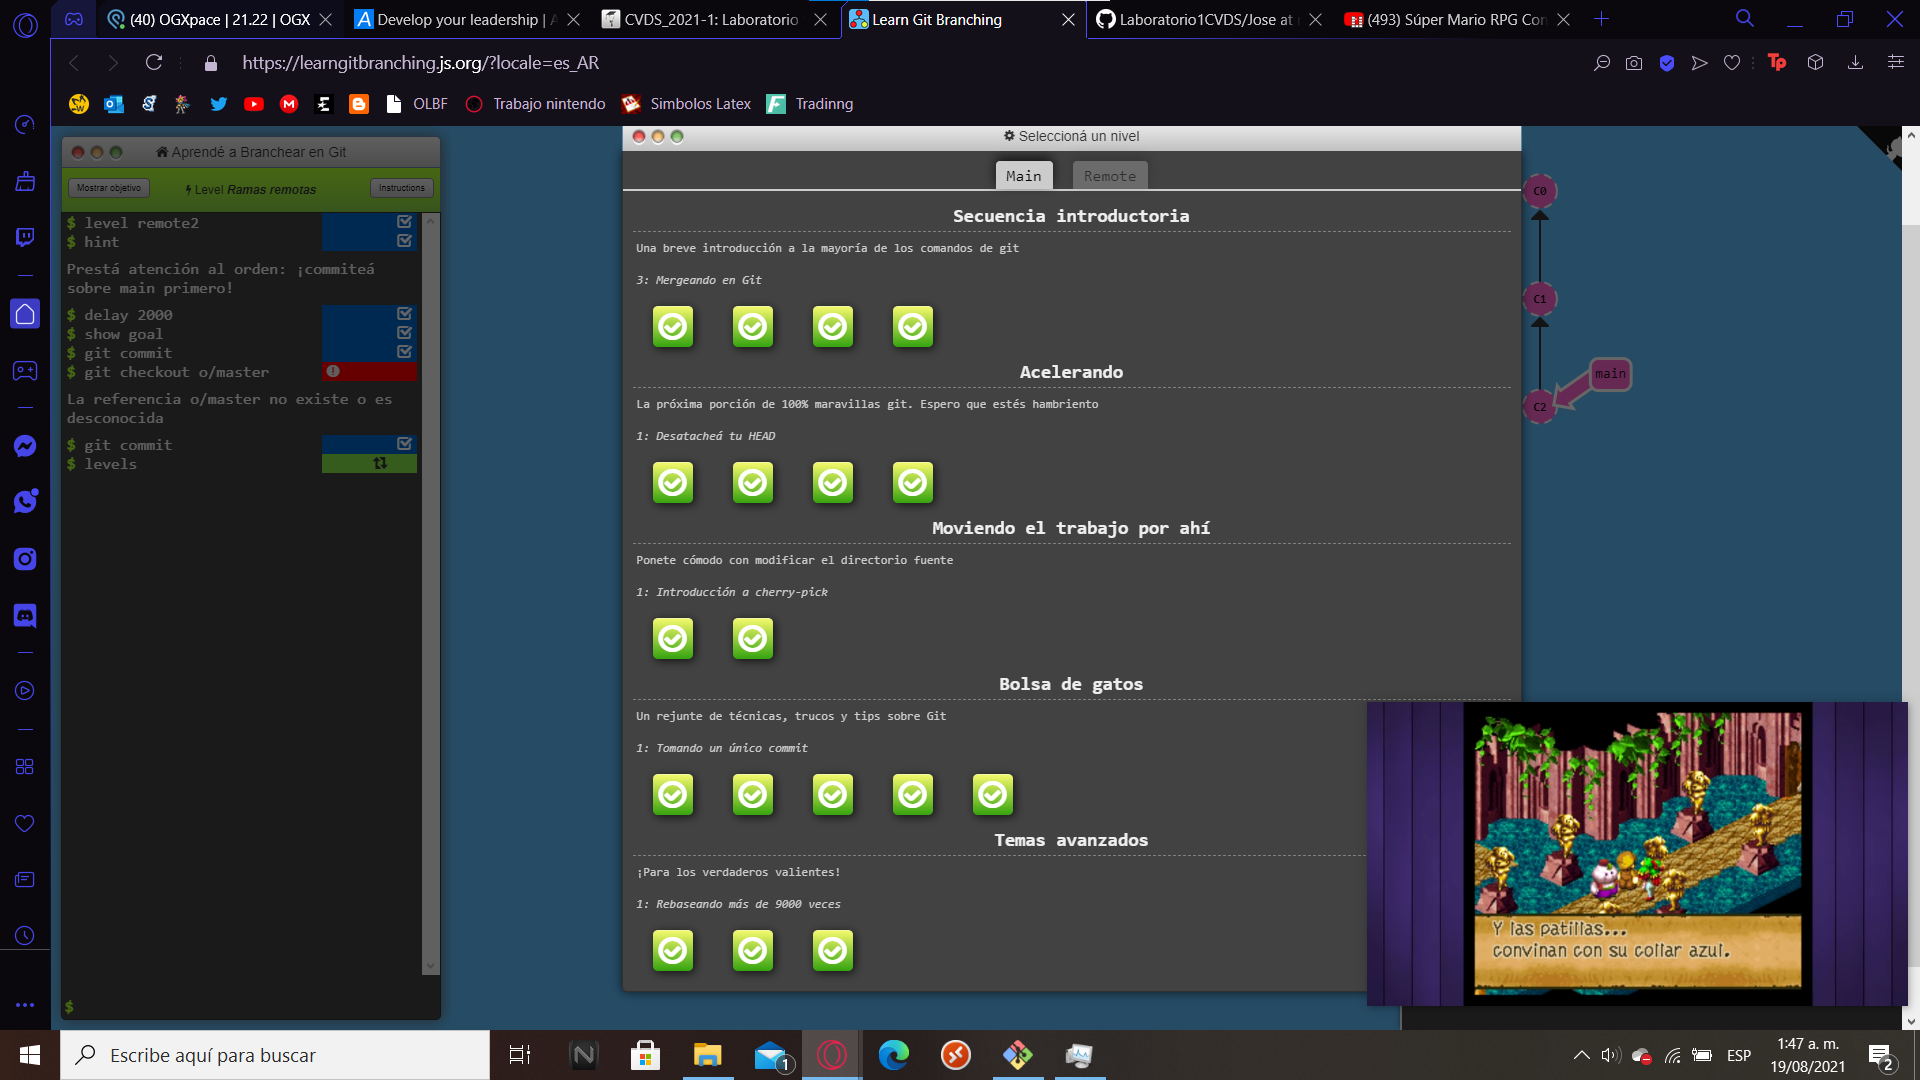 (40) OGXpace | 21.22 | OGX
Develop your leadership | A
CVDS_2021-1: Laboratorio
Learn Git Branching
Laboratorio1CVDS/Jose at
(493) Súper Mario RPG Con
https://learngitbranching.js.org/?locale=es_AR
OLBF
Trabajo nintendo
Simbolos Latex
Tradinng
Aprendé a Branchear en Git
Mostrar objetivo
Level Ramas remotas
Instructions
$ level remote2
$ hint
Prestá atención al orden: ¡commiteá
sobre main primero!
$ delay 2000
$ show goal
$ git commit
$ git checkout o/master
La referencia o/master no existe o es
desconocida
$ git commit
$ levels
$
Seleccioná un nivel
Main
Remote
Secuencia introductoria
Una breve introducción a la mayoría de los comandos de git
3: Mergeando en Git
Acelerando
La próxima porción de 100% maravillas git. Espero que estés hambriento
1: Desatacheá tu HEAD
Moviendo el trabajo por ahí
Ponete cómodo con modificar el directorio fuente
1: Introducción a cherry-pick
Bolsa de gatos
Un rejunte de técnicas, trucos y tips sobre Git
1: Tomando un único commit
Temas avanzados
¡Para los verdaderos valientes!
1: Rebaseando más de 9000 veces
C0
C1
main
C2
Y las patillas...
convinan con su collar azul.
Escribe aquí para buscar
1
ESP
1:47 a. m.
19/08/2021
2